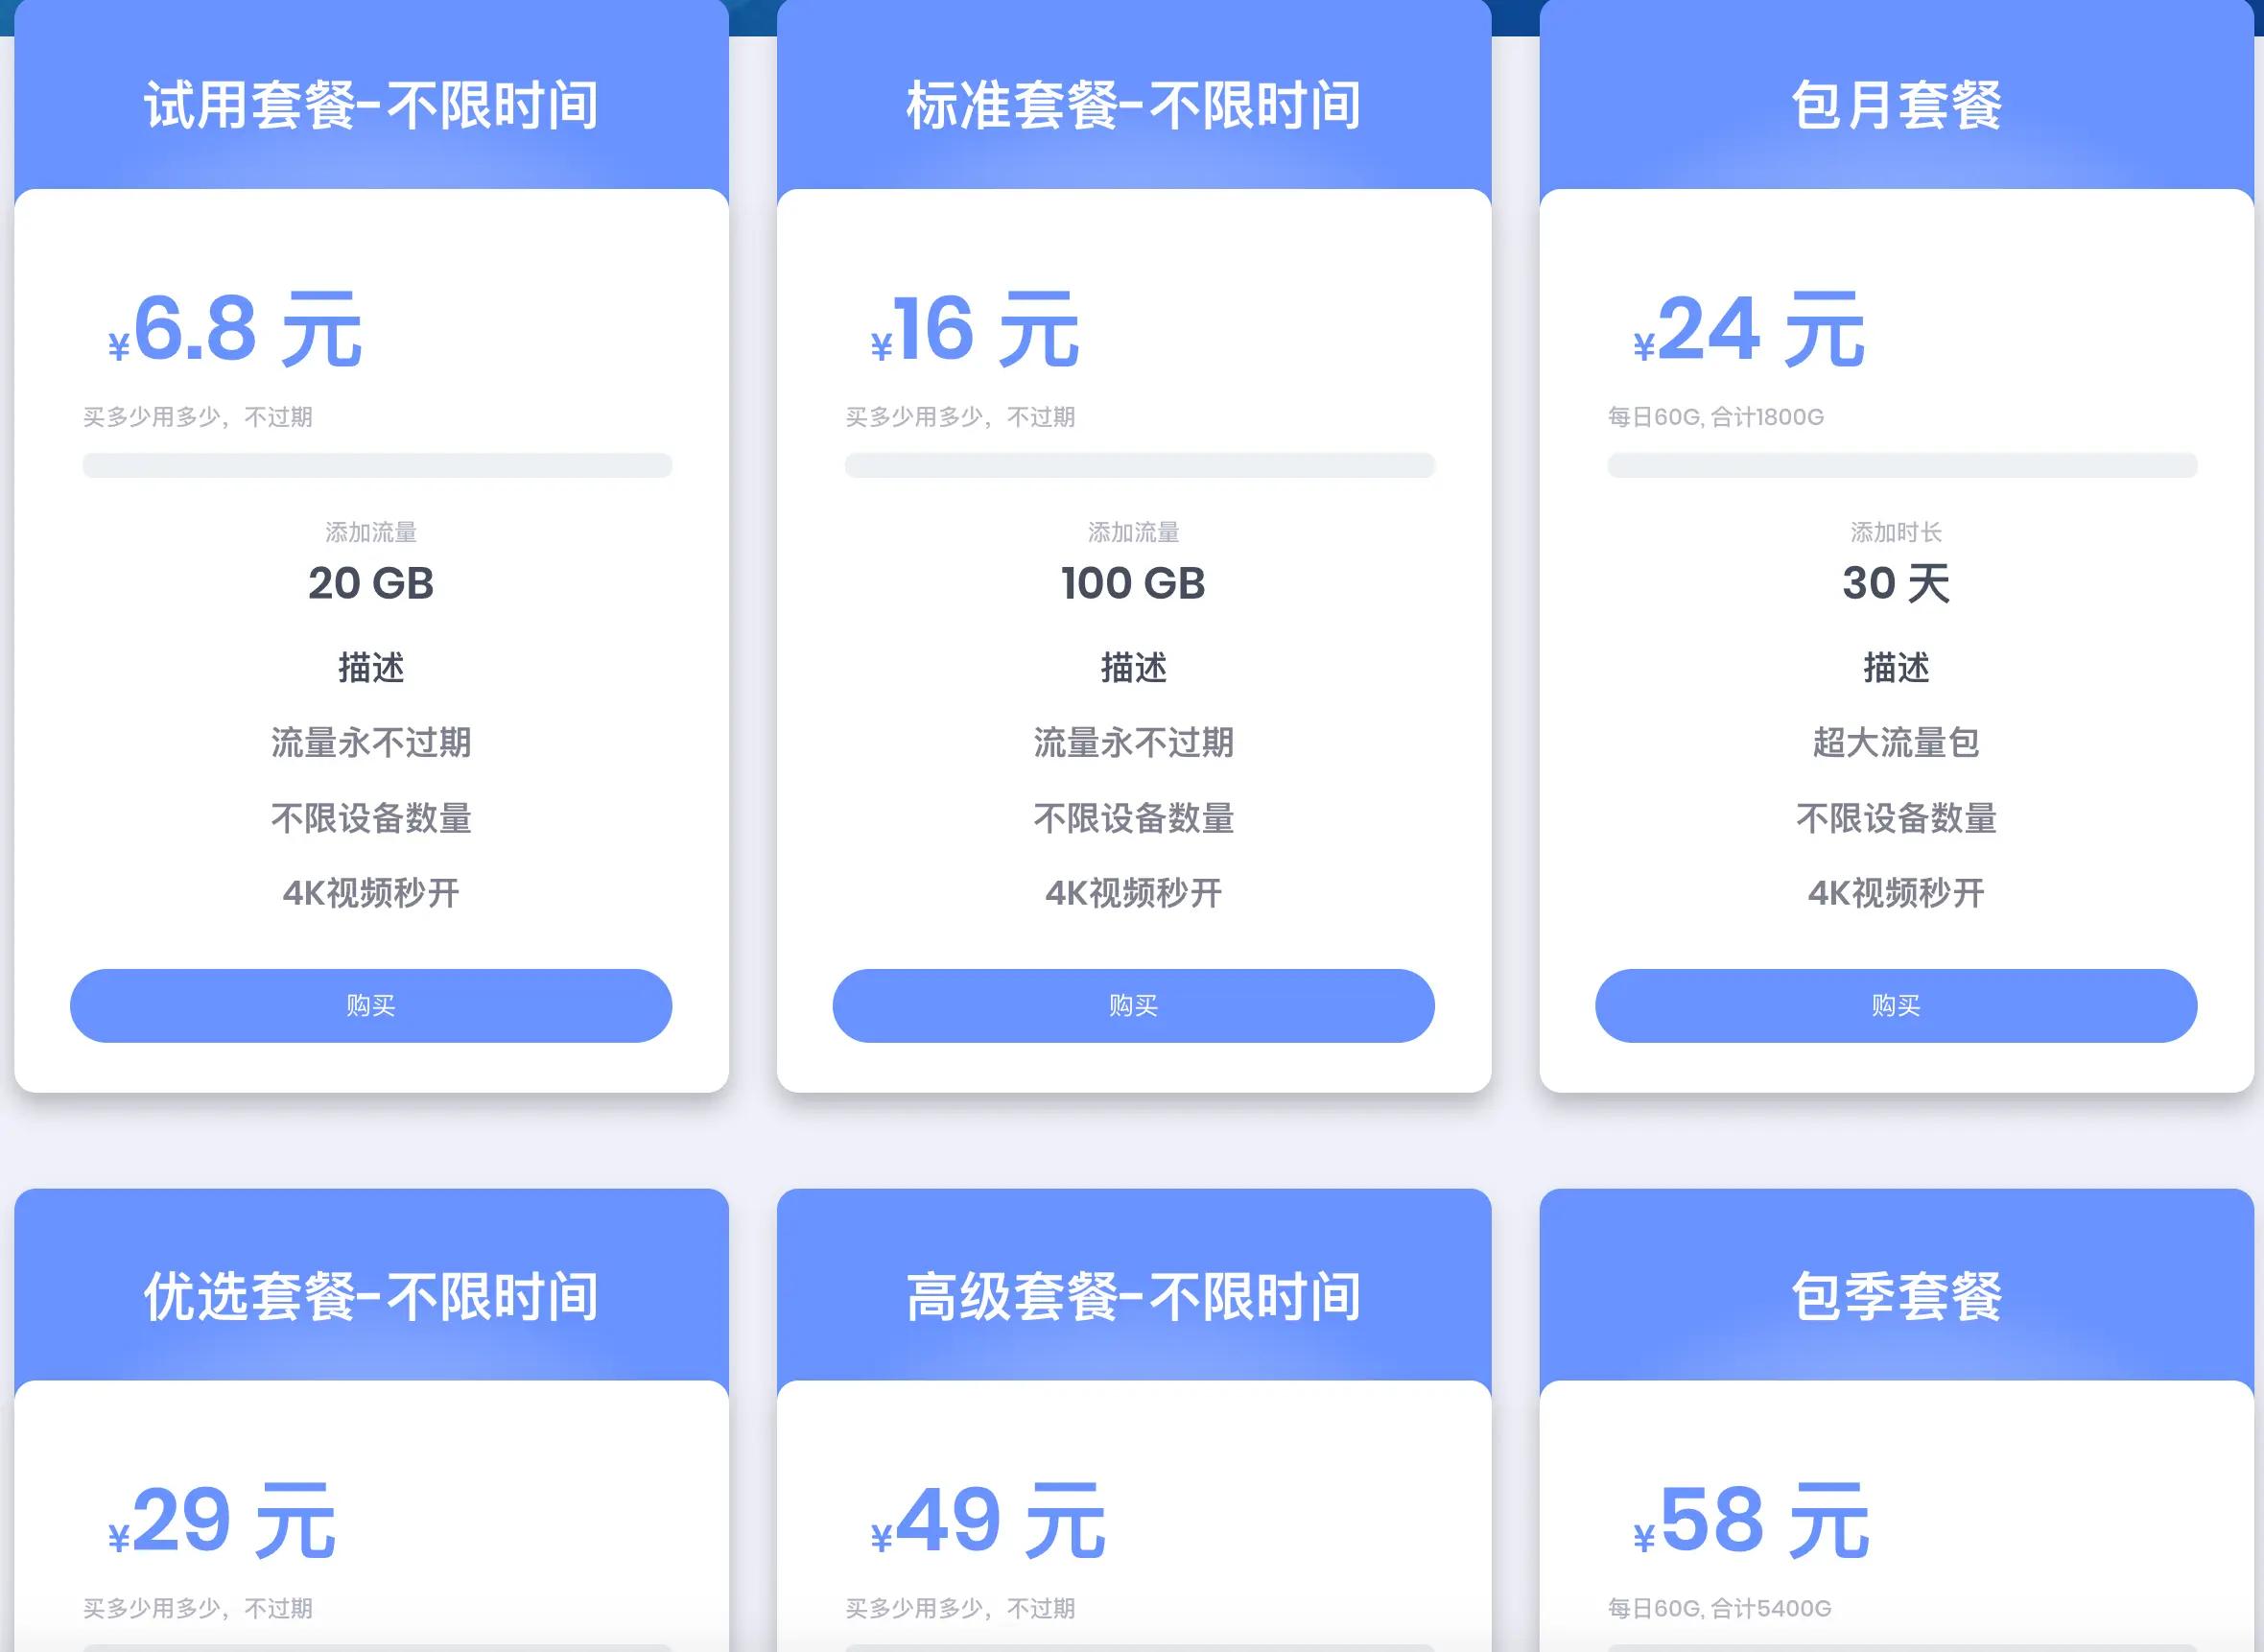 试用套餐-不限时间
¥6.8 元
买多少用多少，不过期
添加流量
20 GB
描述
流量永不过期
不限设备数量
4K视频秒开
购买
标准套餐-不限时间
¥16 元
买多少用多少，不过期
添加流量
100 GB
描述
流量永不过期
不限设备数量
4K视频秒开
购买
包月套餐
¥24 元
每日60G, 合计1800G
添加时长
30 天
描述
超大流量包
不限设备数量
4K视频秒开
购买
优选套餐-不限时间
¥29 元
买多少用多少，不过期
高级套餐-不限时间
¥49 元
买多少用多少，不过期
包季套餐
¥58 元
每日60G, 合计5400G